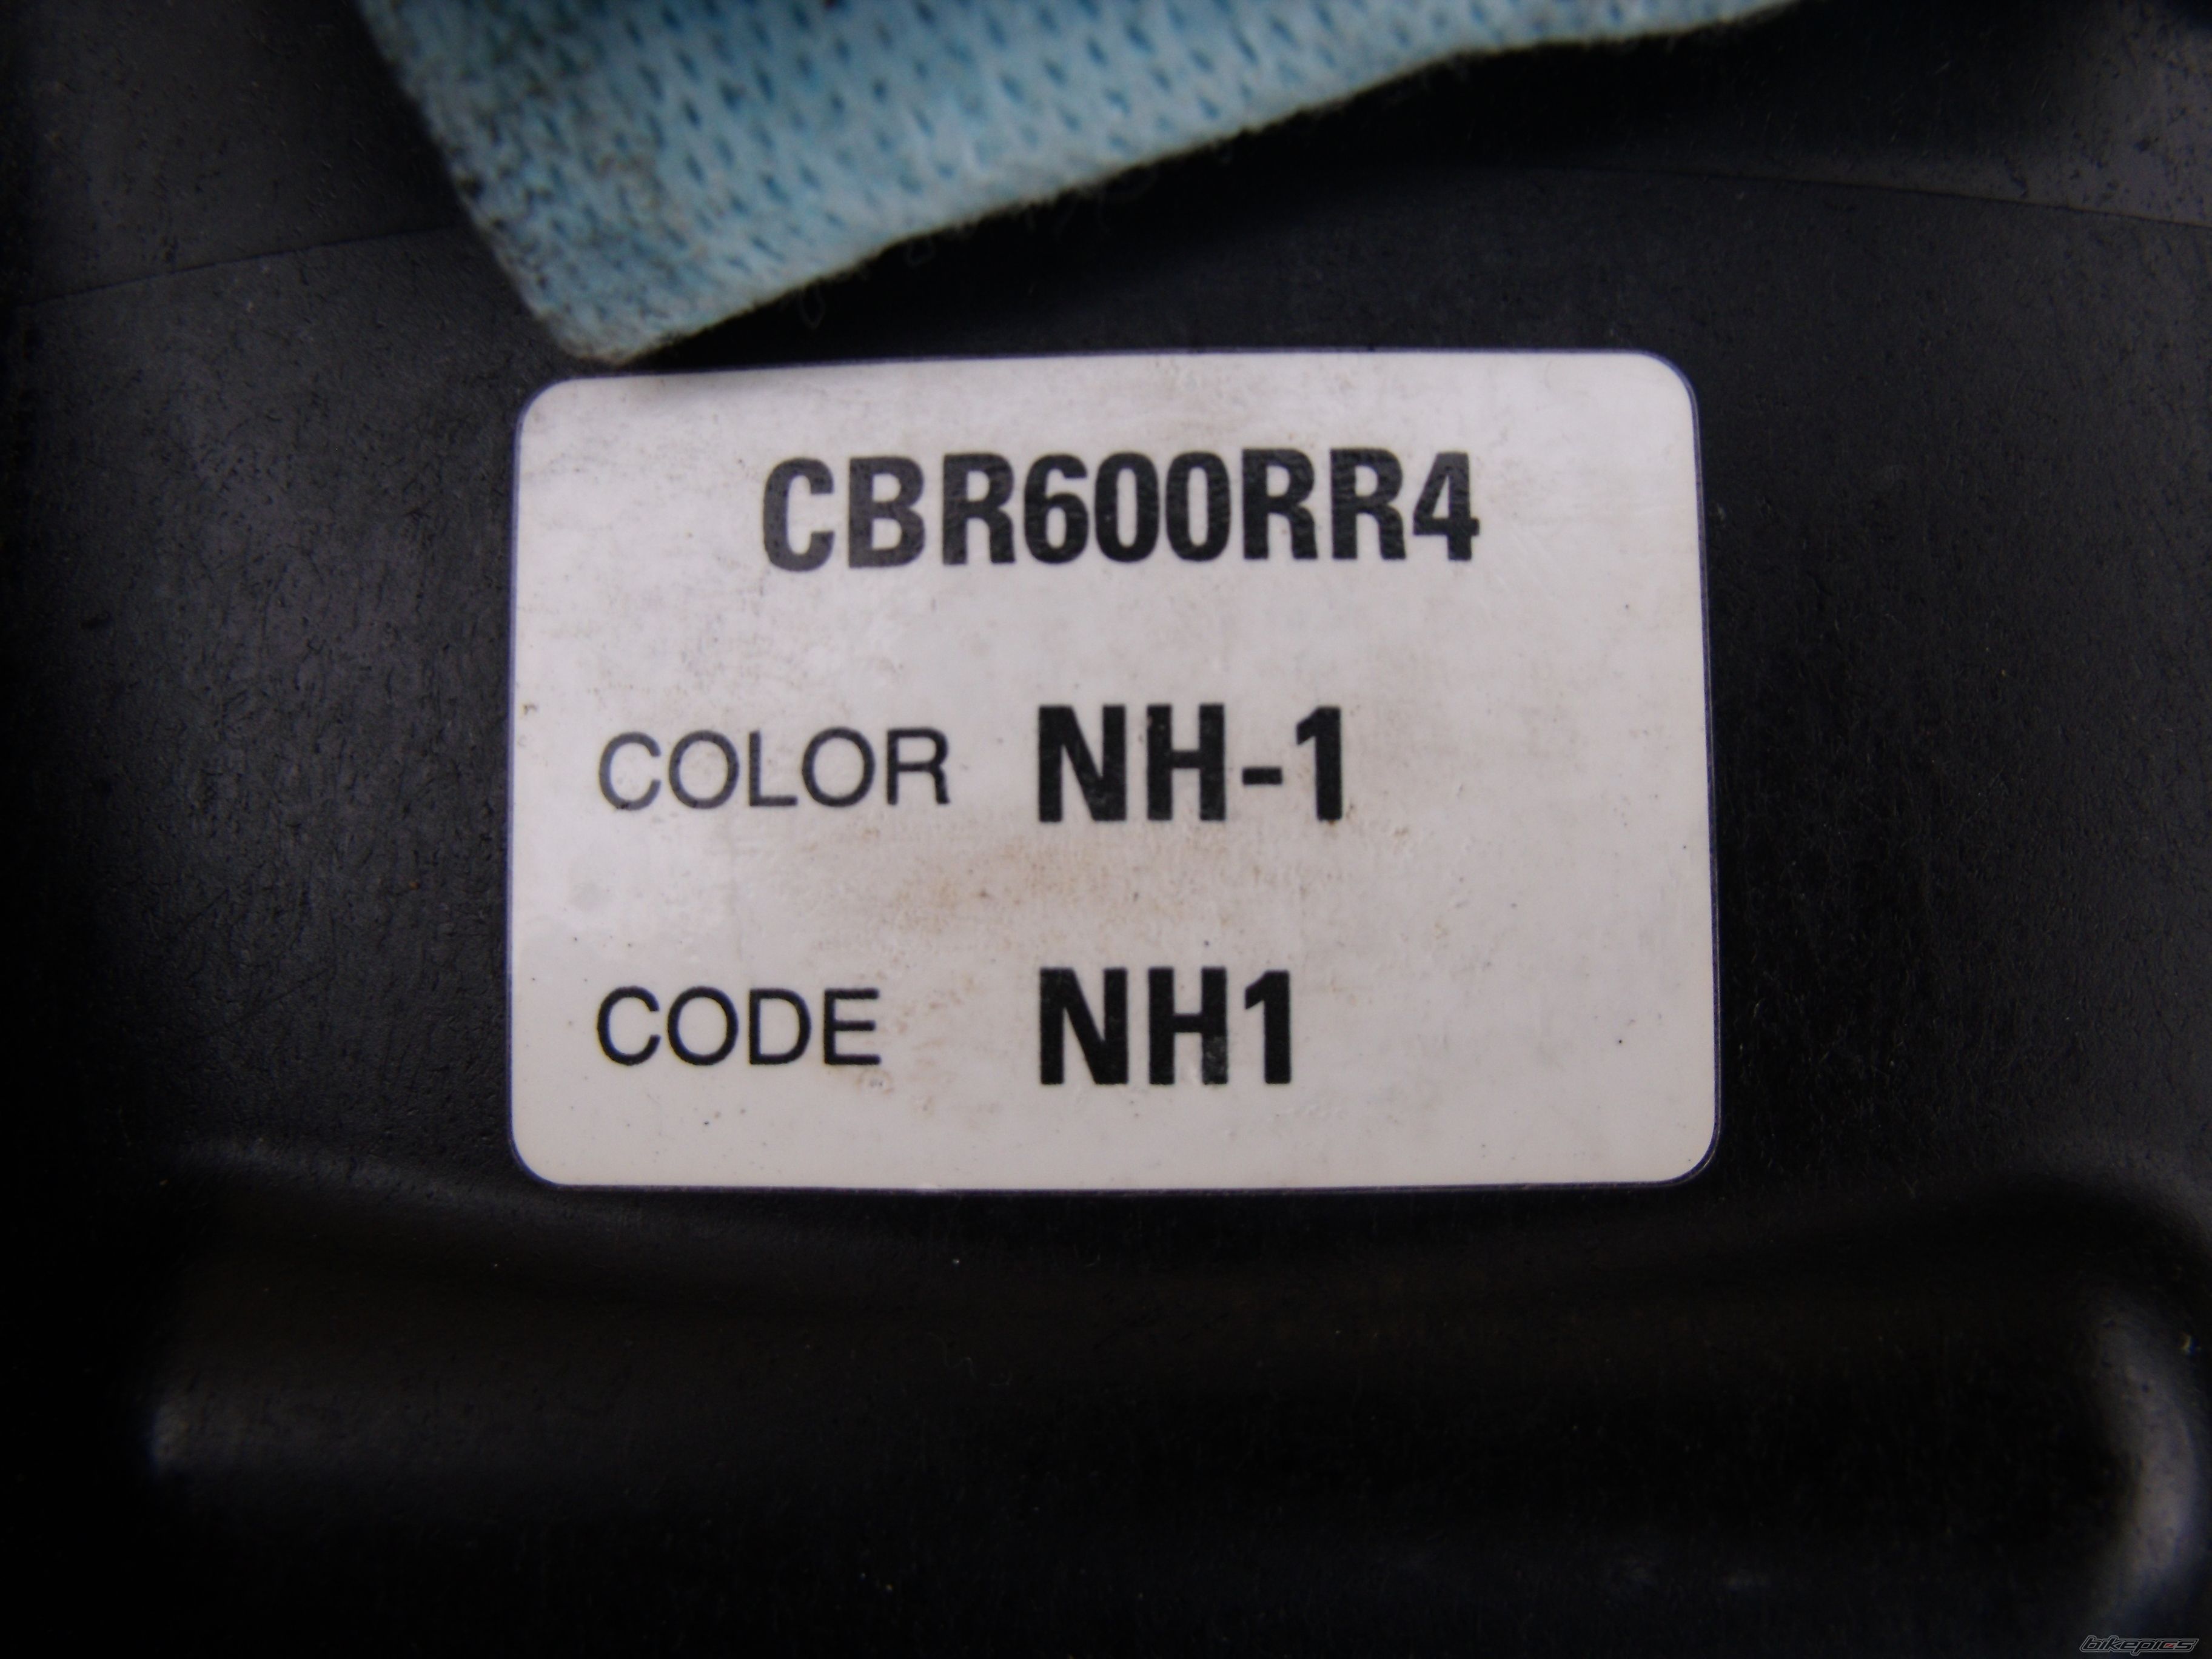 CBR600RR4
COLOR NH-1
CODE NH1
bikepics